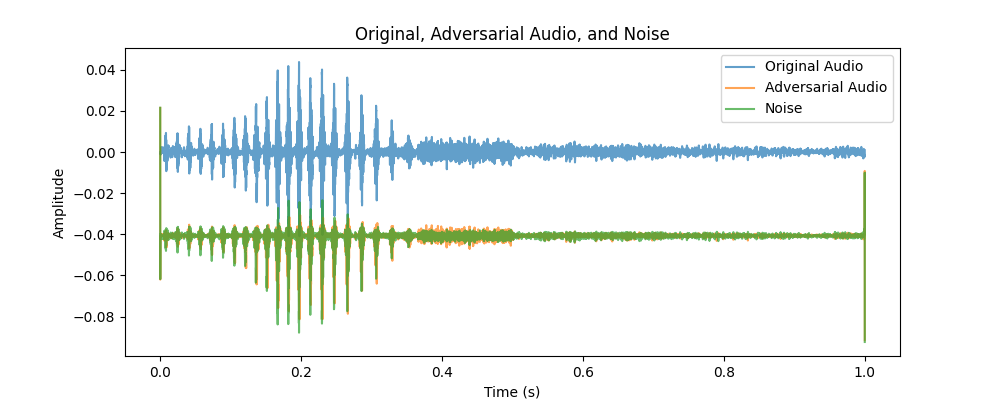 Original, Adversarial Audio, and Noise
Original Audio
Adversarial Audio
Noise
Amplitude
0.04
0.02
0.00
−0.02
−0.04
−0.06
−0.08
0.0 0.2 0.4 0.6 0.8 1.0
Time (s)